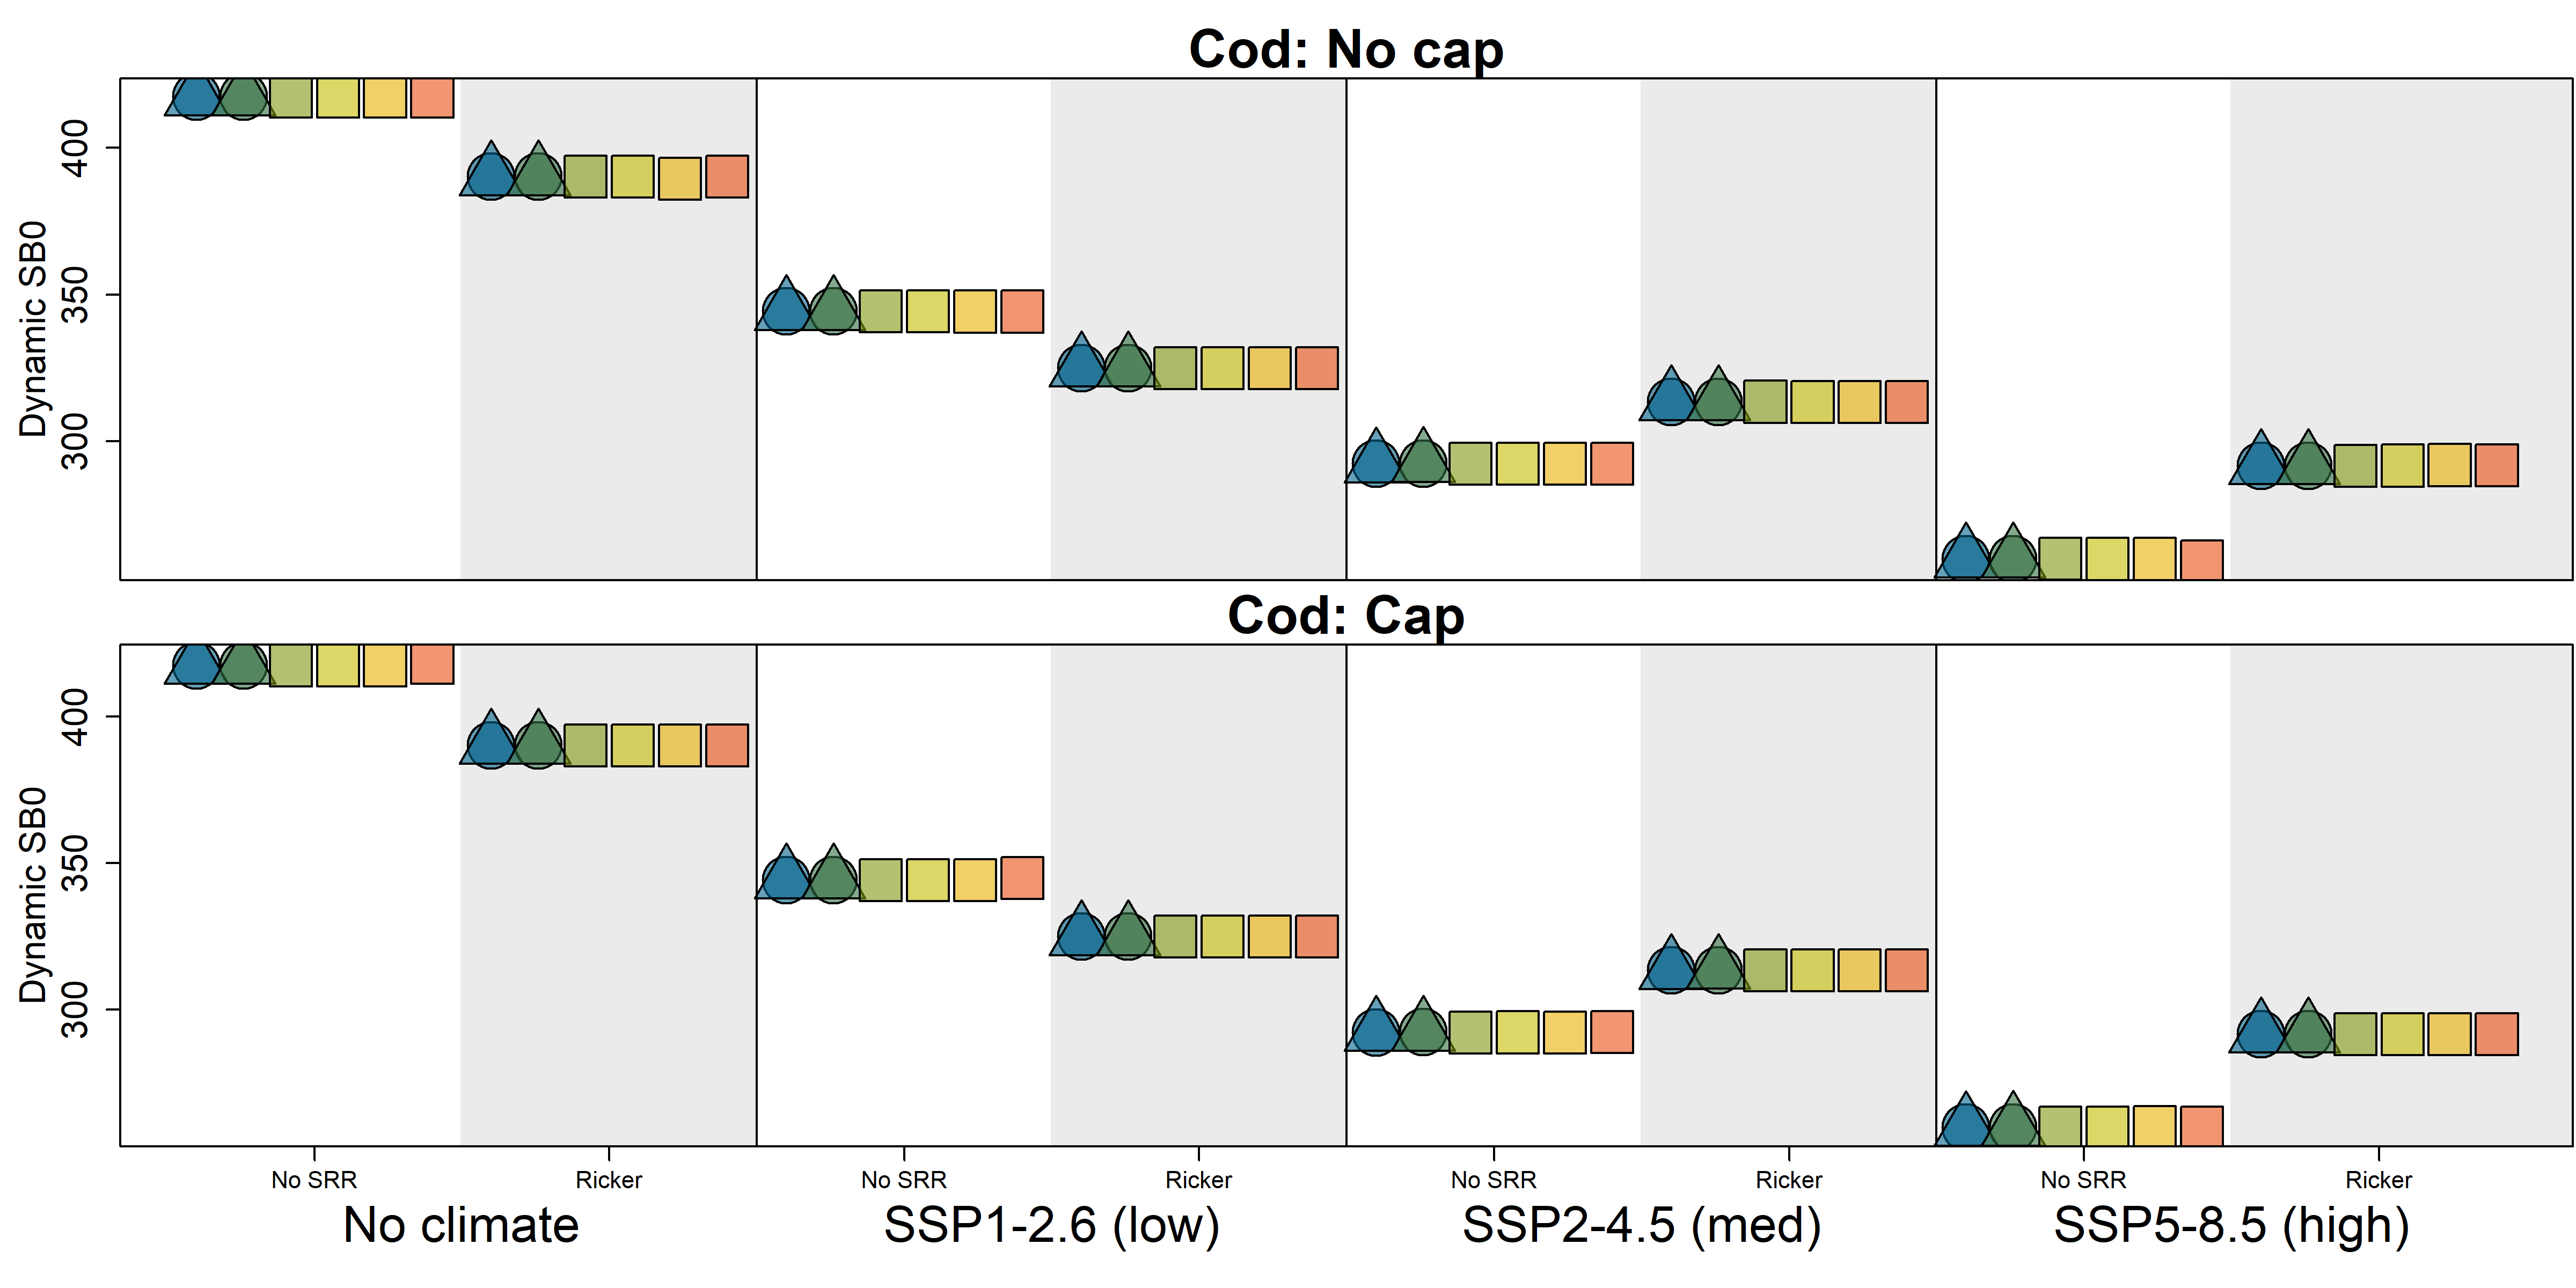 Cod: No cap
Dynamic SB0
400
350
300
Cod: Cap
Dynamic SB0
400
350
300
No SRR Ricker No SRR Ricker No SRR Ricker No SRR Ricker
No climate SSP1-2.6 (low) SSP2-4.5 (med) SSP5-8.5 (high)